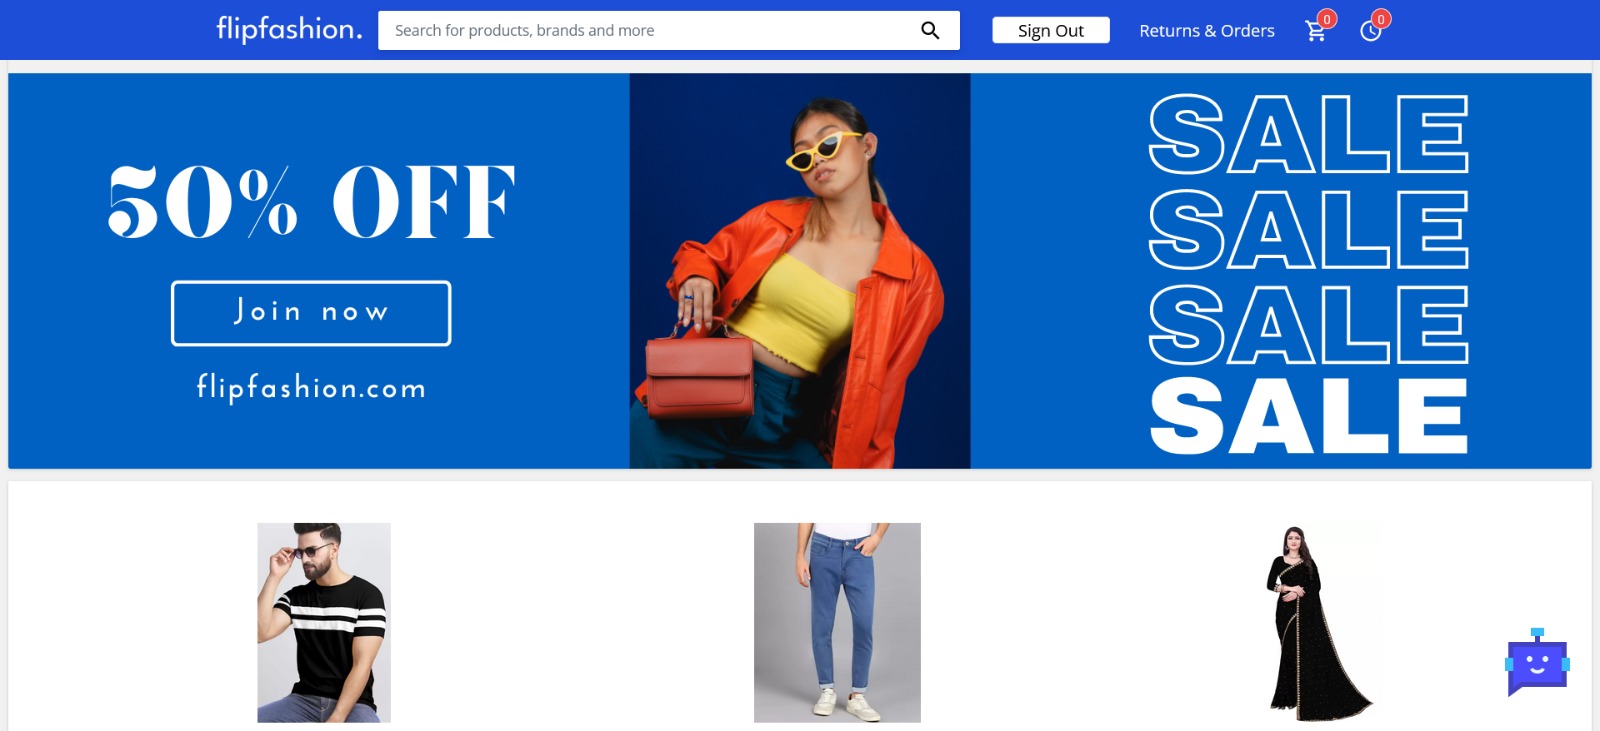 flipfashion.
Search for products, brands and more
Sign Out
Returns & Orders
0
0
50% OFF
Join now
flipfashion.com
SALE
SALE
SALE
SALE